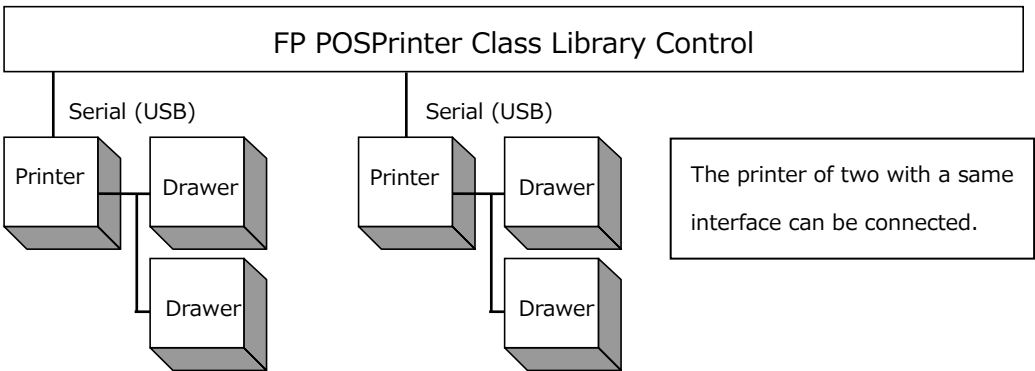 FP POSPrinter Class Library Control
Serial (USB)
Serial (USB)
Printer
Drawer
Printer
Drawer
The printer of two with a same
interface can be connected.
Drawer
Drawer